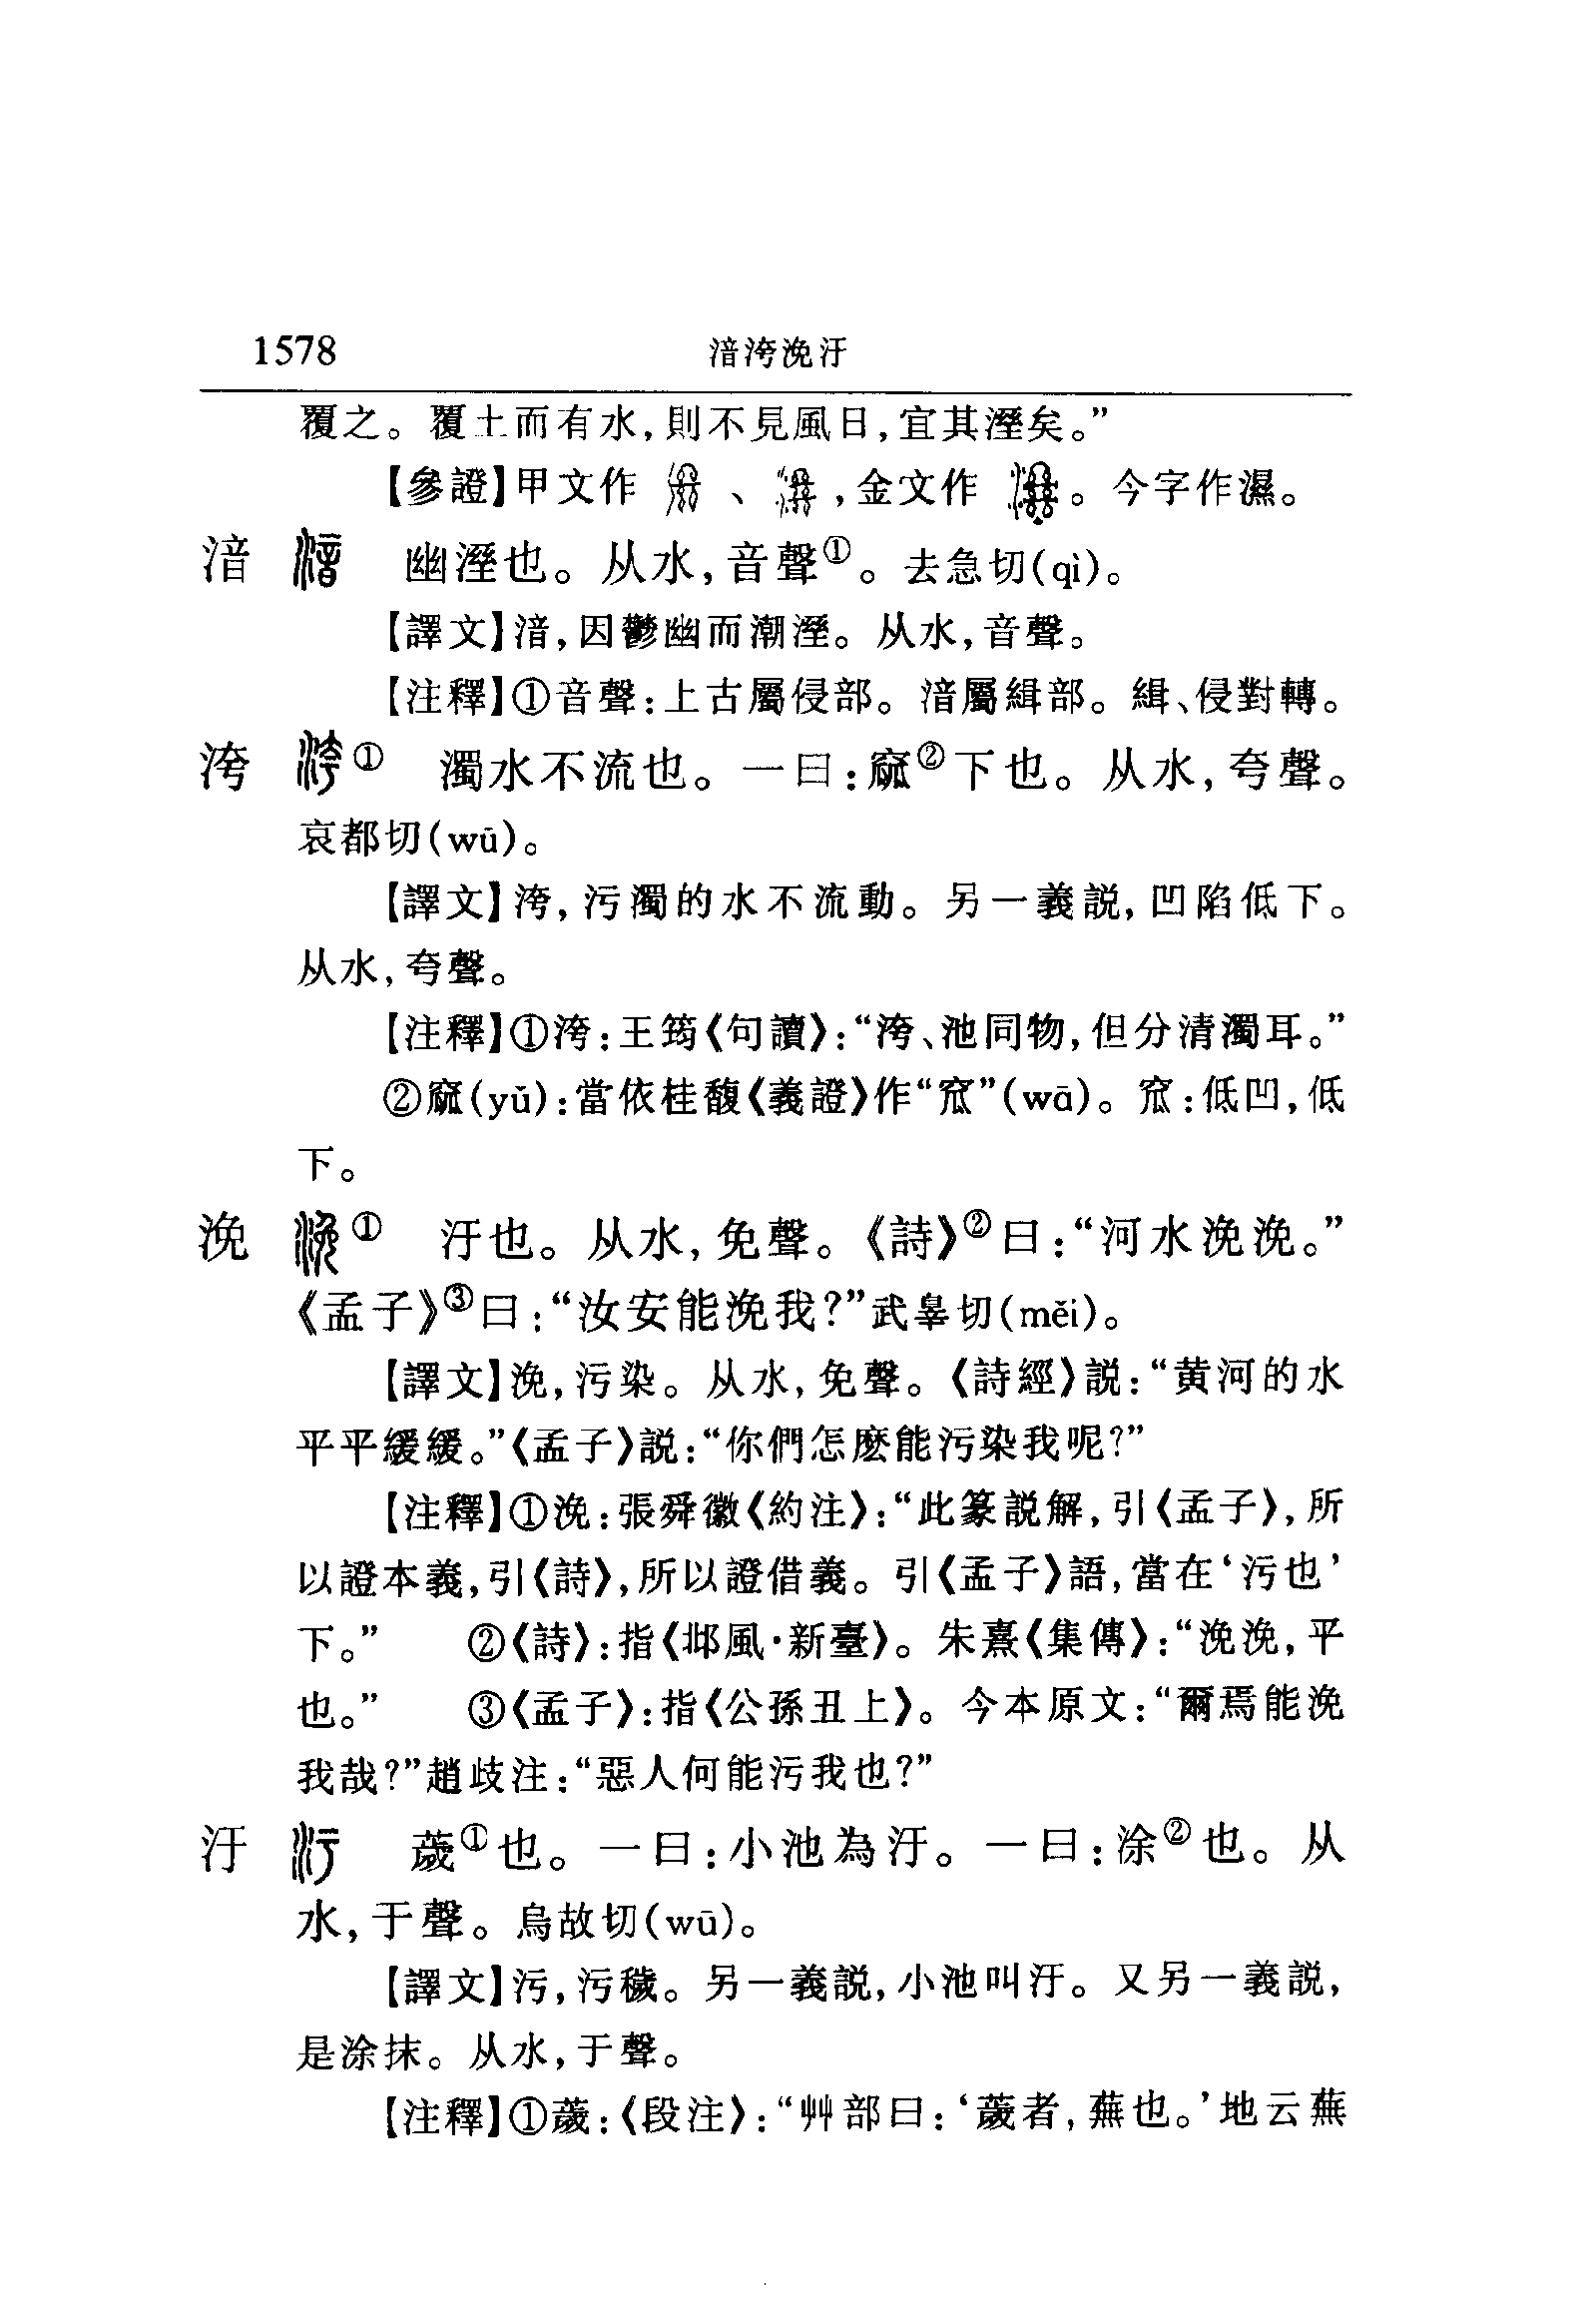 1578 湆洿浼汙
覆之。覆土而有水，則不見風日，宜其溼矣。”
【參證】甲文作 、 ，金文作 。今字作濕。
湆 幽溼也。从水，音聲①。去急切(qì)。
【譯文】湆，因鬱幽而潮溼。从水，音聲。
【注釋】①音聲：上古屬侵部。湆屬緝部。緝、侵對轉。
洿 ① 濁水不流也。一曰：窳②下也。从水，夸聲。
哀都切(wū)。
【譯文】洿，污濁的水不流動。另一義説，凹陷低下。
从水，夸聲。
【注釋】①洿：王筠《句讀》：“洿、池同物，但分清濁耳。”
②窳(yǔ)：當依桂馥《義證》作“窊”(wā)。窊：低凹，低
下。
浼 ① 汙也。从水，免聲。《詩》②曰：“河水浼浼。”
《孟子》③曰：“汝安能浼我？”武辠切(měi)。
【譯文】浼，污染。从水，免聲。《詩經》説：“黄河的水
平平緩緩。”《孟子》説：“你們怎麽能污染我呢？”
【注釋】①浼：張舜徽《約注》：“此篆説解，引《孟子》，所
以證本義，引《詩》，所以證借義。引《孟子》語，當在‘污也’
下。” ②《詩》：指《邶風·新臺》。朱熹《集傳》：“浼浼，平
也。” ③《孟子》：指《公孫丑上》。今本原文：“爾焉能浼
我哉？”趙歧注：“惡人何能污我也？”
汙 薉①也。一曰：小池為汙。一曰：涂②也。从
水，于聲。烏故切(wū)。
【譯文】污，污穢。另一義説，小池叫汙。又另一義説，
是涂抹。从水，于聲。
【注釋】①薉：《段注》：“艸部曰：‘薉者，蕪也。’地云蕪